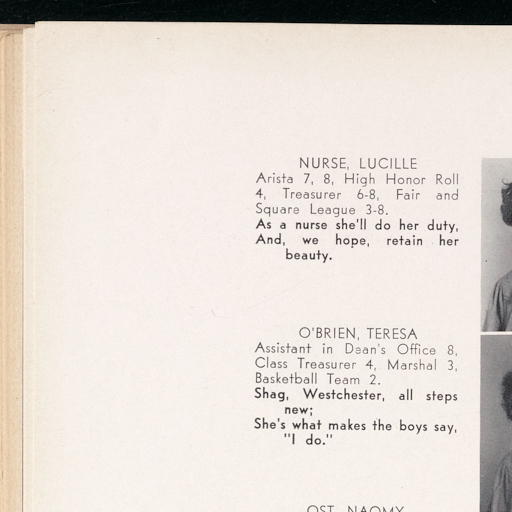 NURSE, LUCILLE
Arista 7, 8, High Honor Roll
4, Treasurer 6-8, Fair and
Square League 3-8.
As a nurse she'll do her duty,
And, we hope, retain her
beauty.
O'BRIEN, TERESA
Assistant in Dean's Office 8,
Class Treasurer 4, Marshal 3,
Basketball Team 2.
Shag, Westchester, all steps
new;
She's what makes the boys say,
"I do."
OST, NAOMY